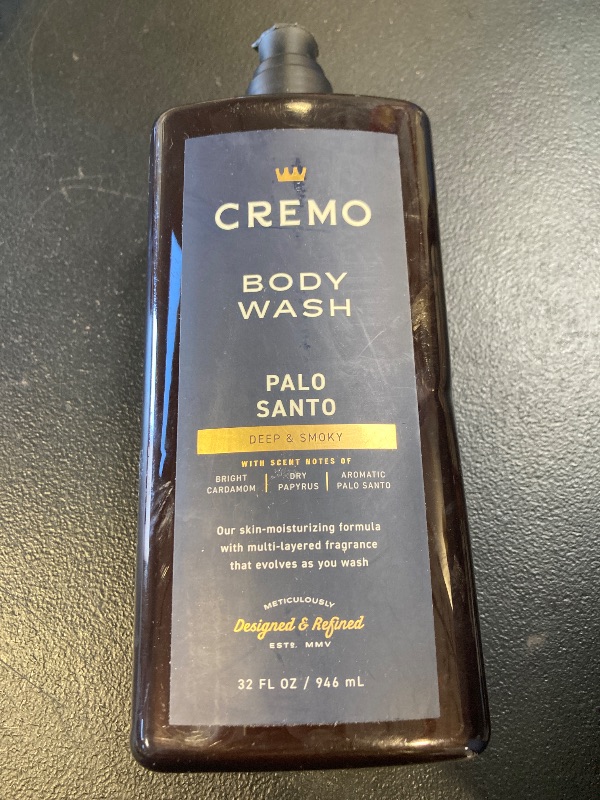 CREMO
BODY
WASH
PALO
SANTO
DEEP & SMOKY
WITH SCENT NOTES OF
BRIGHT
CARDAMOM
DRY
PAPYRUS
AROMATIC
PALO SANTO
Our skin-moisturizing formula
with multi-layered fragrance
that evolves as you wash
METICULOUSLY
Designed & Refined
ESTD. MMV
32 FL OZ / 946 mL